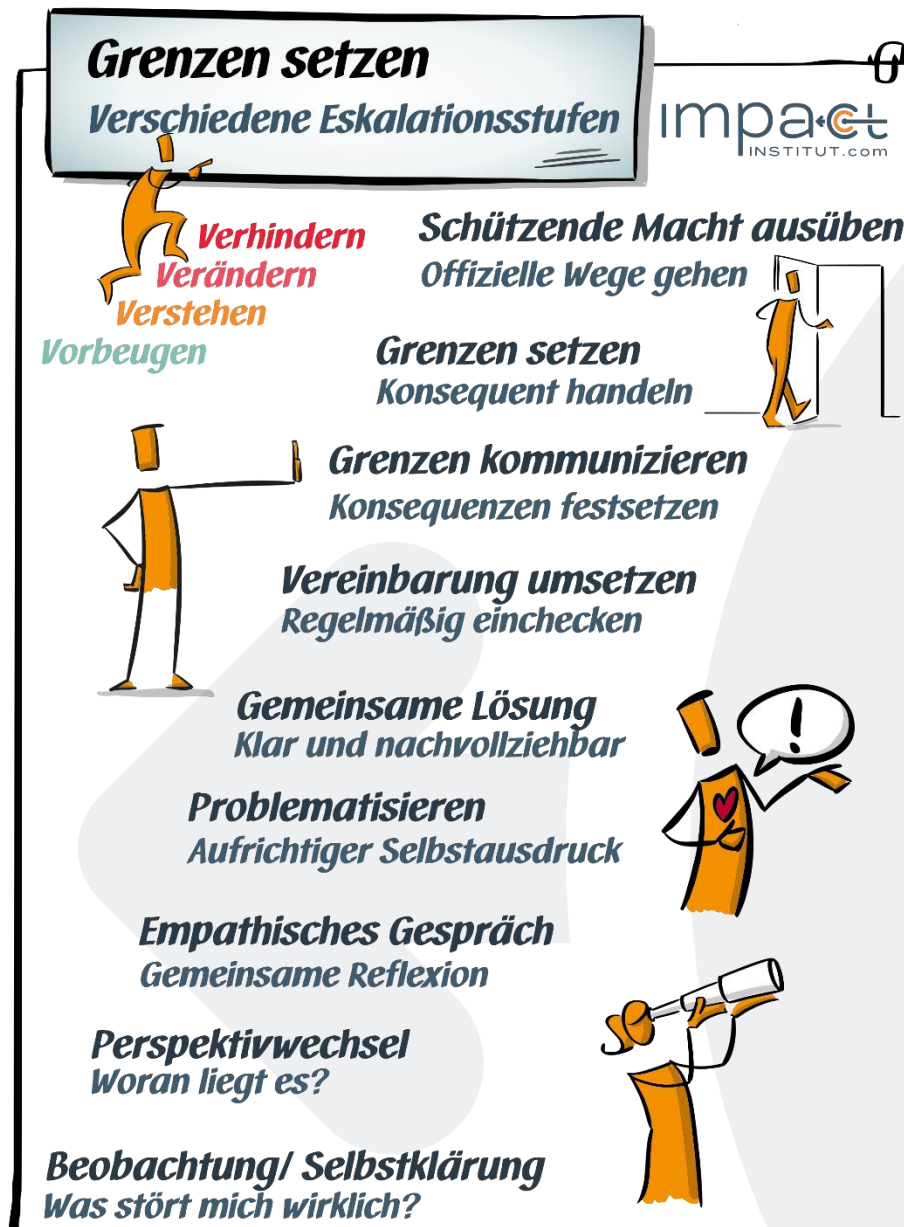 Grenzen setzen
Verschiedene Eskalationsstufen
impact
INSTITUT.com
Verhindern
Verändern
Verstehen
Vorbeugen
Schützende Macht ausüben
Offizielle Wege gehen
Grenzen setzen
Konsequent handeln
Grenzen kommunizieren
Konsequenzen festsetzen
Vereinbarung umsetzen
Regelmäßig einchecken
Gemeinsame Lösung
Klar und nachvollziehbar
!
Problematisieren
Aufrichtiger Selbstausdruck
Empathisches Gespräch
Gemeinsame Reflexion
Perspektivwechsel
Woran liegt es?
Beobachtung/ Selbstklärung
Was stört mich wirklich?